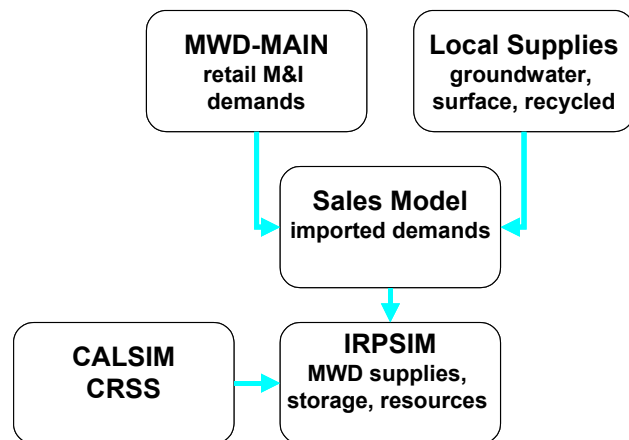 MWD-MAIN
retail M&I
demands
Local Supplies
groundwater,
surface, recycled
Sales Model
imported demands
CALSIM
CRSS
IRPSIM
MWD supplies,
storage, resources